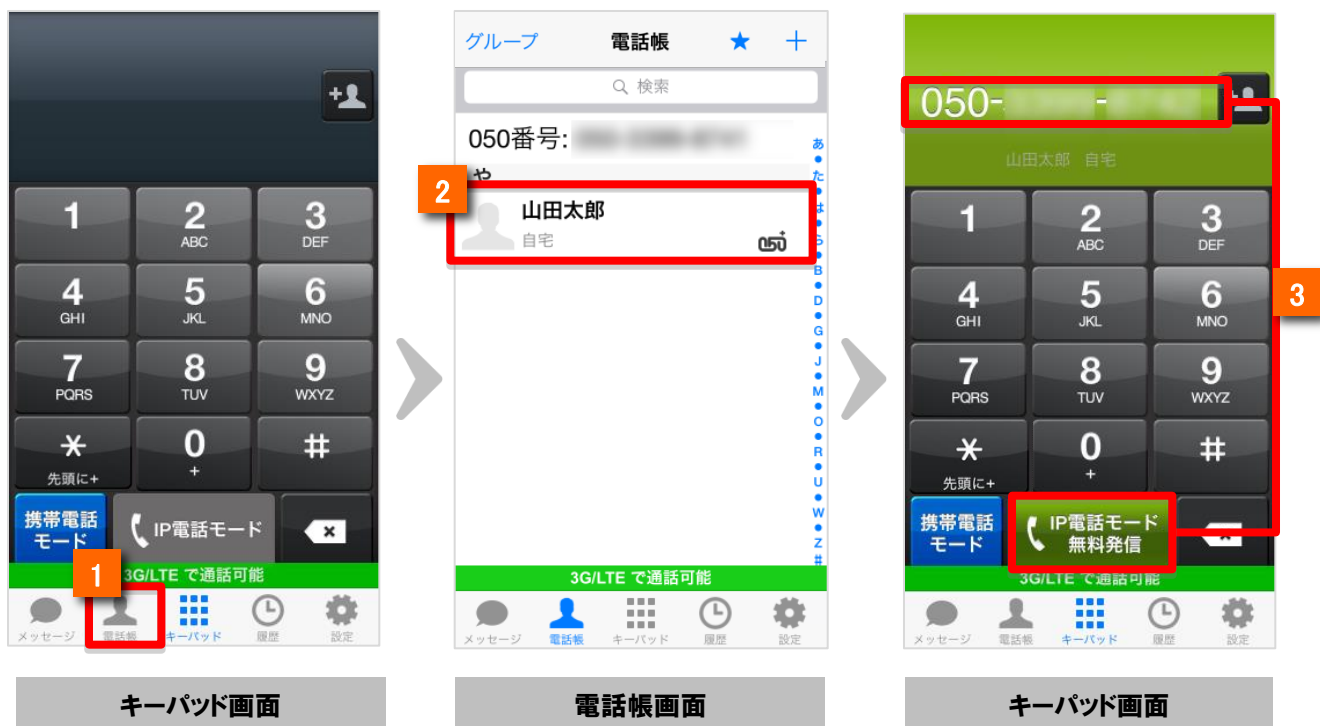 1
2
ABC
3
DEF
4
GHI
5
JKL
6
MNO
7
PQRS
8
TUV
9
WXYZ
*
先頭に+
0
+
#
携帯電話
モード
IP電話モード
1
3G/LTE で通話可能
メッセージ
電話帳
キーパッド
履歴
設定
キーパッド画面
グループ
電話帳
★
+
検索
050番号:
や
2
山田太郎
自宅
050+
あ
●
た
●
は
●
ら
●
B
●
D
●
G
●
J
●
M
●
O
●
R
●
U
●
W
●
Z
#
3G/LTE で通話可能
メッセージ
電話帳
キーパッド
履歴
設定
電話帳画面
050-
-
山田太郎 自宅
1
2
ABC
3
DEF
4
GHI
5
JKL
6
MNO
7
PQRS
8
TUV
9
WXYZ
*
先頭に+
0
+
#
携帯電話
モード
IP電話モード
無料発信
3
3G/LTE で通話可能
メッセージ
電話帳
キーパッド
履歴
設定
キーパッド画面